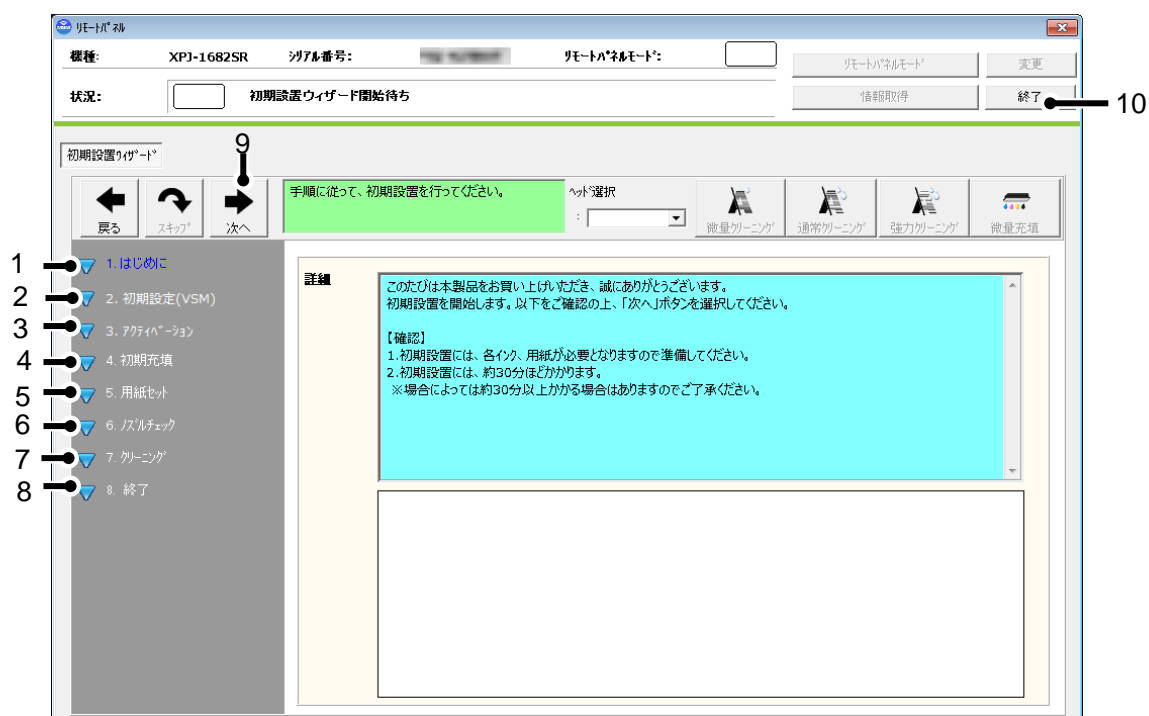 リモートパネル
機種: XPJ-1682SR シリアル番号: リモートパネルモード:
リモートパネルモード 変更
状況: 初期設置ウィザード開始待ち
情報取得 終了 10
初期設置ウィザード
9
戻る スキップ 次へ
手順に従って、初期設置を行ってください。
ヘッド選択
:
微量クリーニング 通常クリーニング 強力クリーニング 微量充填
1 1. はじめに
2 2. 初期設定(VSM)
3 3. アクティベーション
4 4. 初期充填
5 5. 用紙セット
6 6. ノズルチェック
7 7. クリーニング
8 8. 終了
詳細
このたびは本製品をお買い上げいただき、誠にありがとうございます。
初期設置を開始します。以下をご確認の上、「次へ」ボタンを選択してください。
【確認】
1.初期設置には、各インク、用紙が必要となりますので準備してください。
2.初期設置には、約30分ほどかかります。
※場合によっては約30分以上かかる場合はありますのでご了承ください。